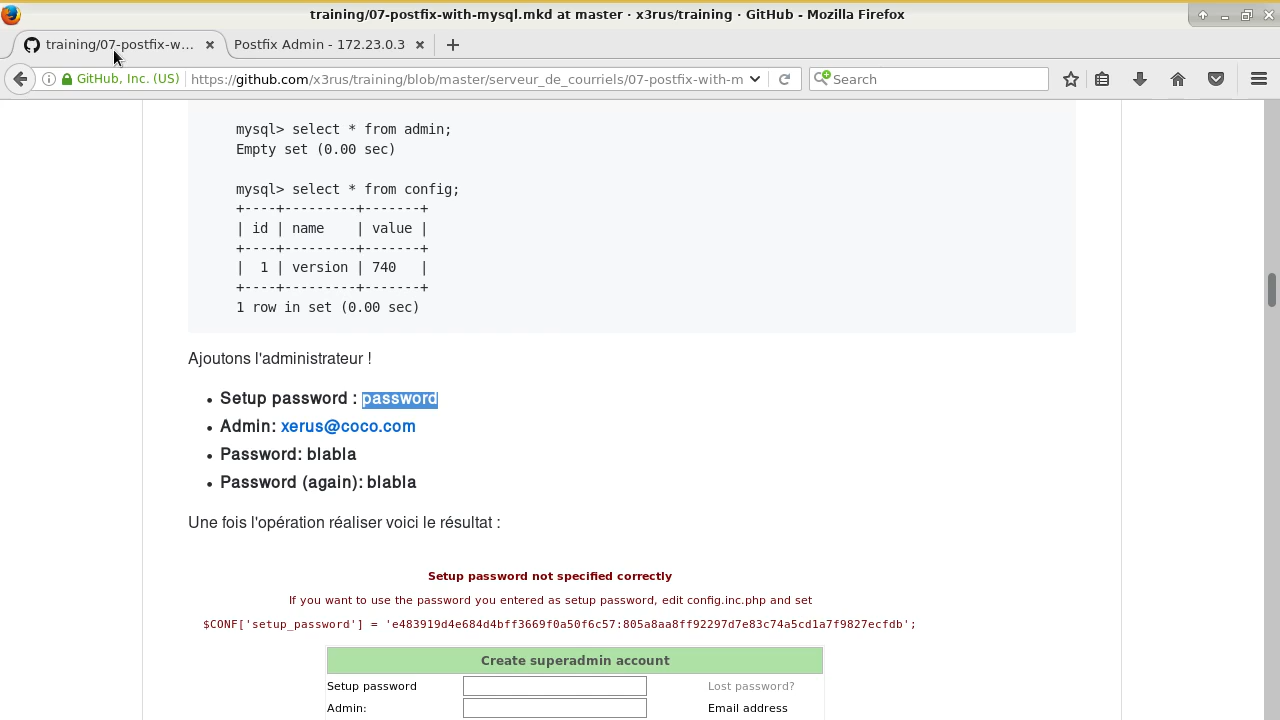 training/07-postfix-with-mysql.mkd at master · x3rus/training · GitHub - Mozilla Firefox
training/07-postfix-w...
Postfix Admin - 172.23.0.3
GitHub, Inc. (US)
https://github.com/x3rus/training/blob/master/serveur_de_courriels/07-postfix-with-m
Search
mysql> select * from admin;
Empty set (0.00 sec)
mysql> select * from config;
+----+---------+-------+
| id | name    | value |
+----+---------+-------+
|  1 | version | 740   |
+----+---------+-------+
1 row in set (0.00 sec)
Ajoutons l'administrateur !
• Setup password : password
• Admin: xerus@coco.com
• Password: blabla
• Password (again): blabla
Une fois l'opération réaliser voici le résultat :
Setup password not specified correctly
If you want to use the password you entered as setup password, edit config.inc.php and set
$CONF['setup_password'] = 'e483919d4e684d4bff3669f0a50f6c57:805a8aa8ff92297d7e83c74a5cd1a7f9827ecfdb';
Create superadmin account
Setup password
Lost password?
Admin:
Email address